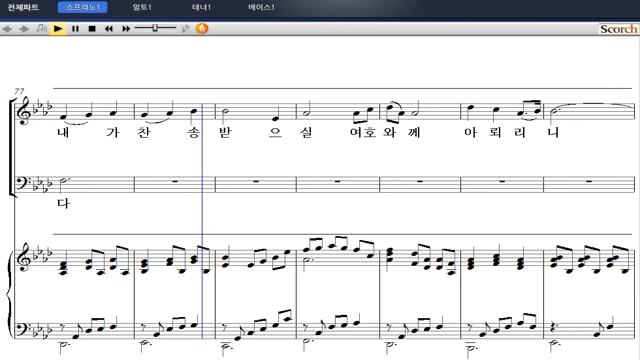 전체파트 소프라노1 알토1 테너1 베이스1
Scorch
77
내 가 찬 송 받 으 실 여호 와 께 아 뢰 리 니
다